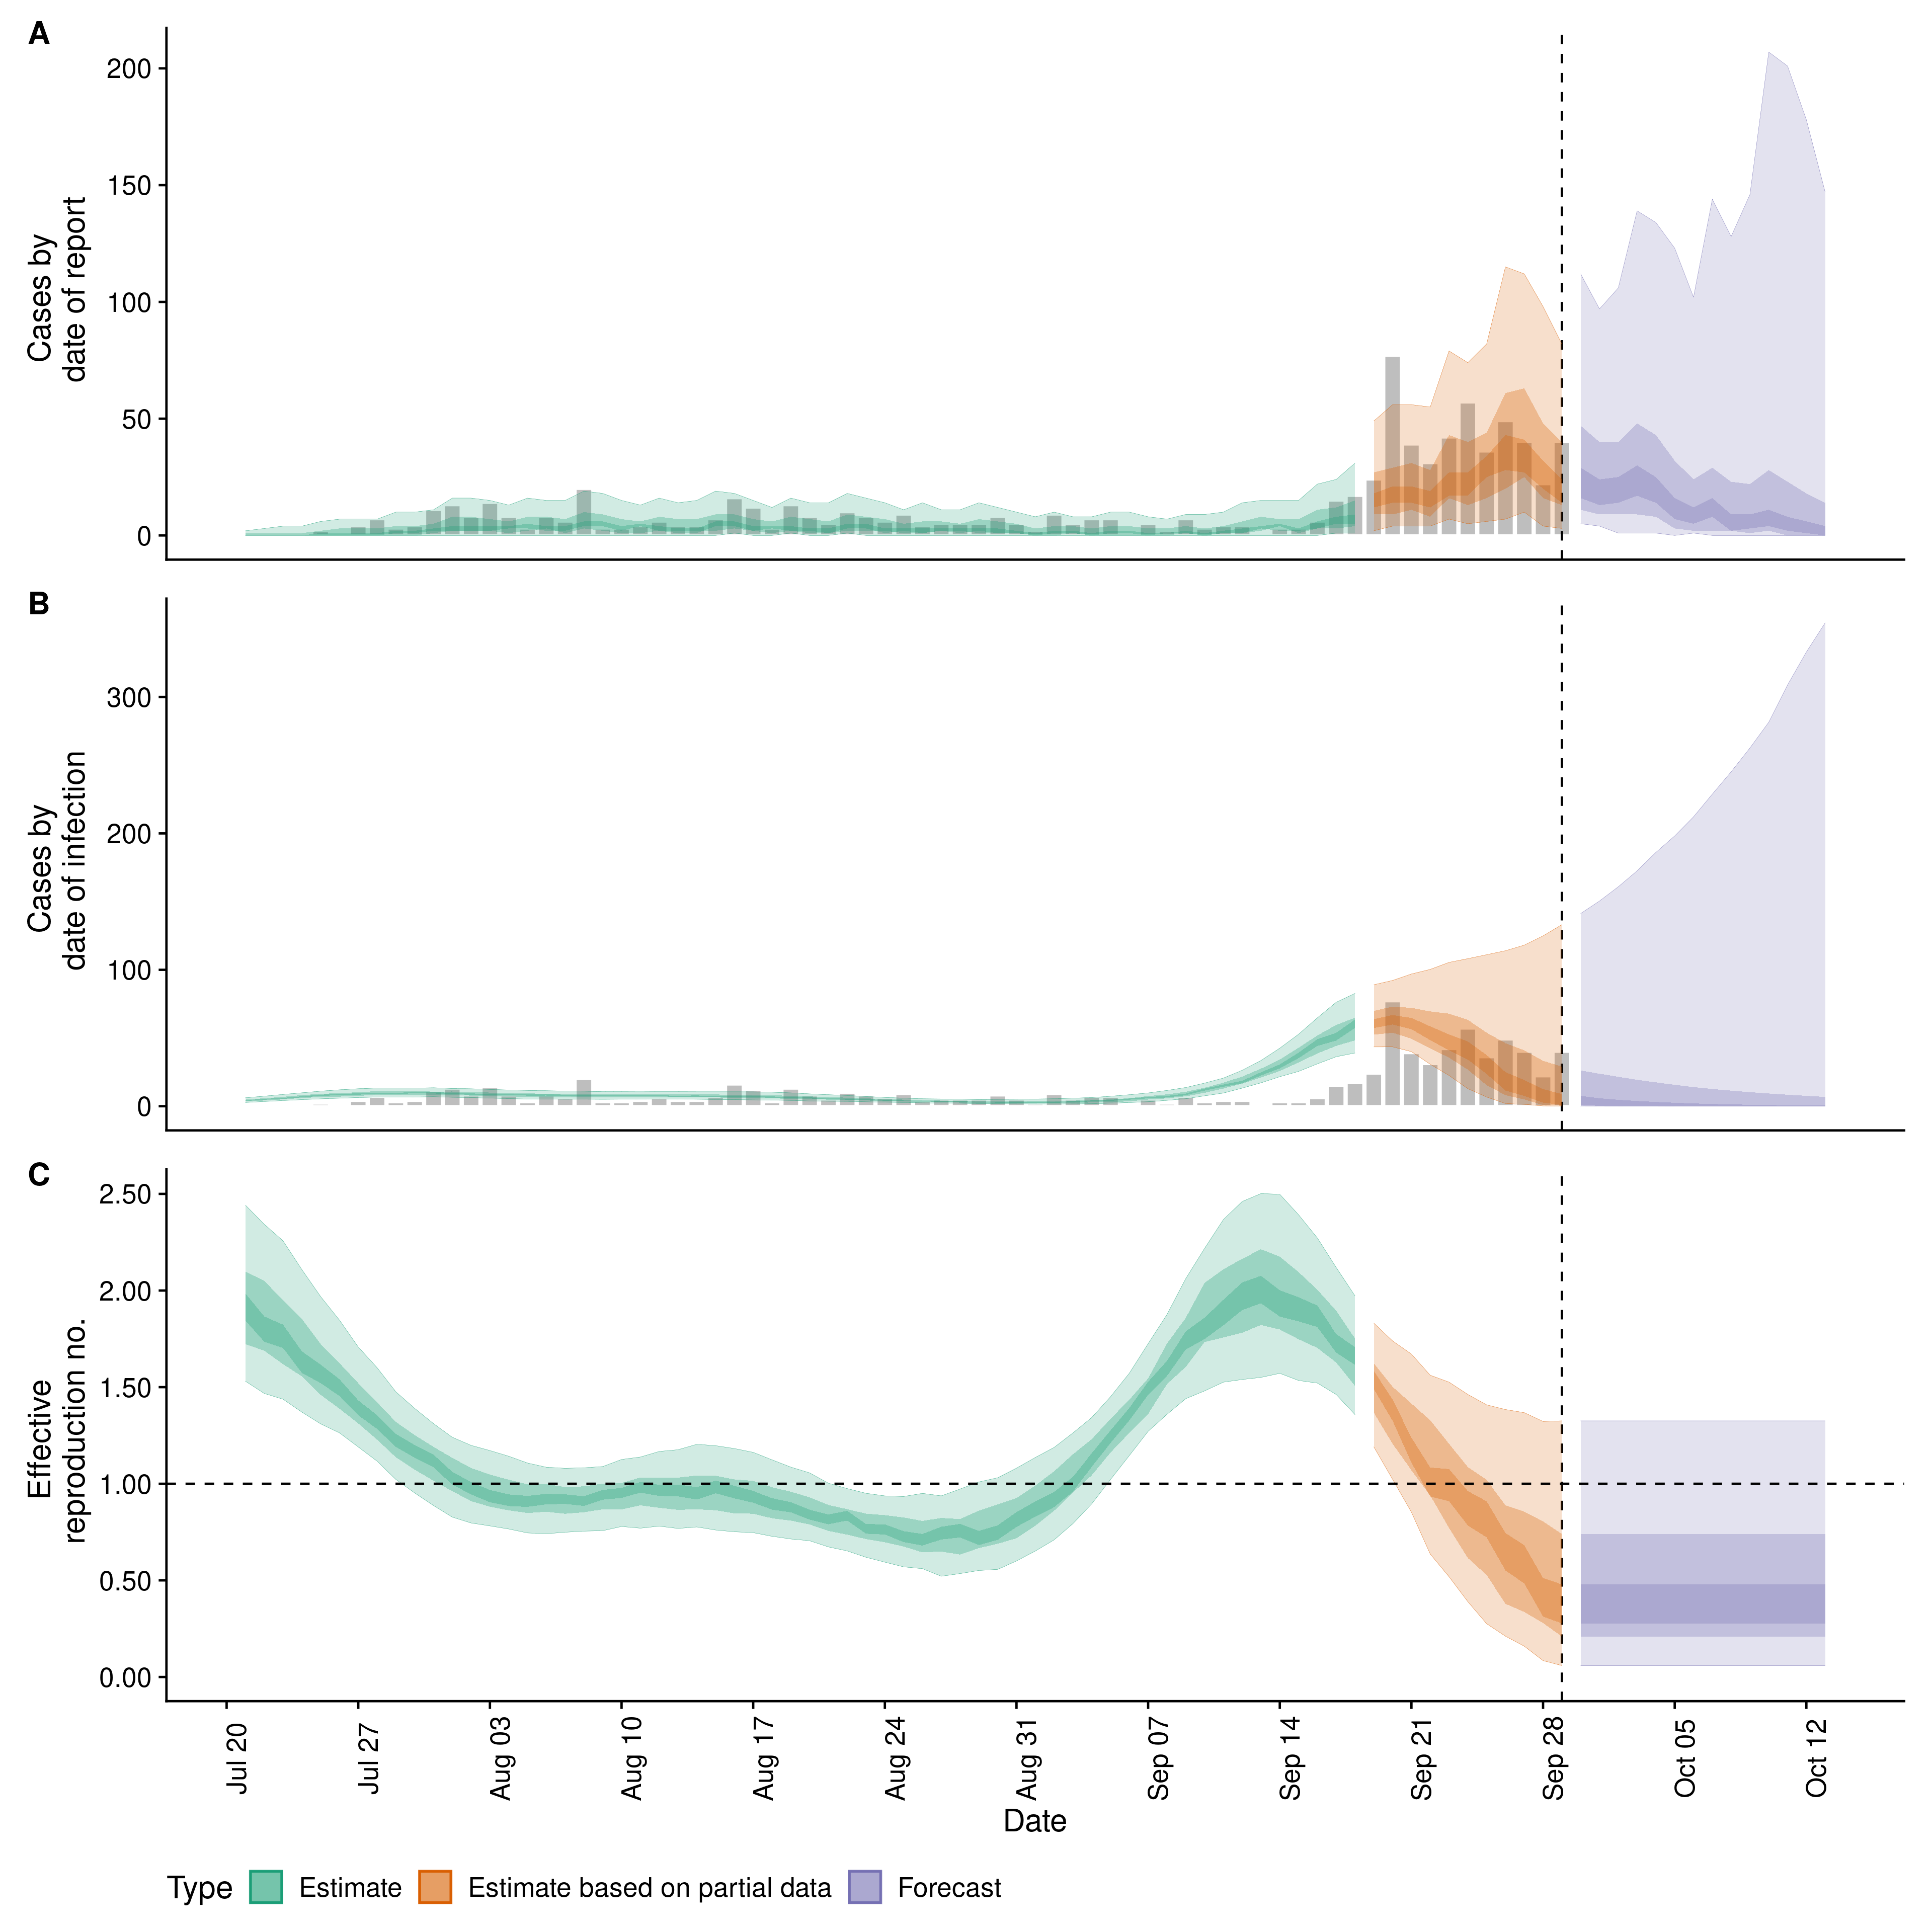 A
Cases by
date of report
200
150
100
50
0
B
Cases by
date of infection
300
200
100
0
C
Effective
reproduction no.
2.50
2.00
1.50
1.00
0.50
0.00
Jul 20
Jul 27
Aug 03
Aug 10
Aug 17
Aug 24
Aug 31
Sep 07
Sep 14
Sep 21
Sep 28
Oct 05
Oct 12
Date
Type Estimate Estimate based on partial data Forecast